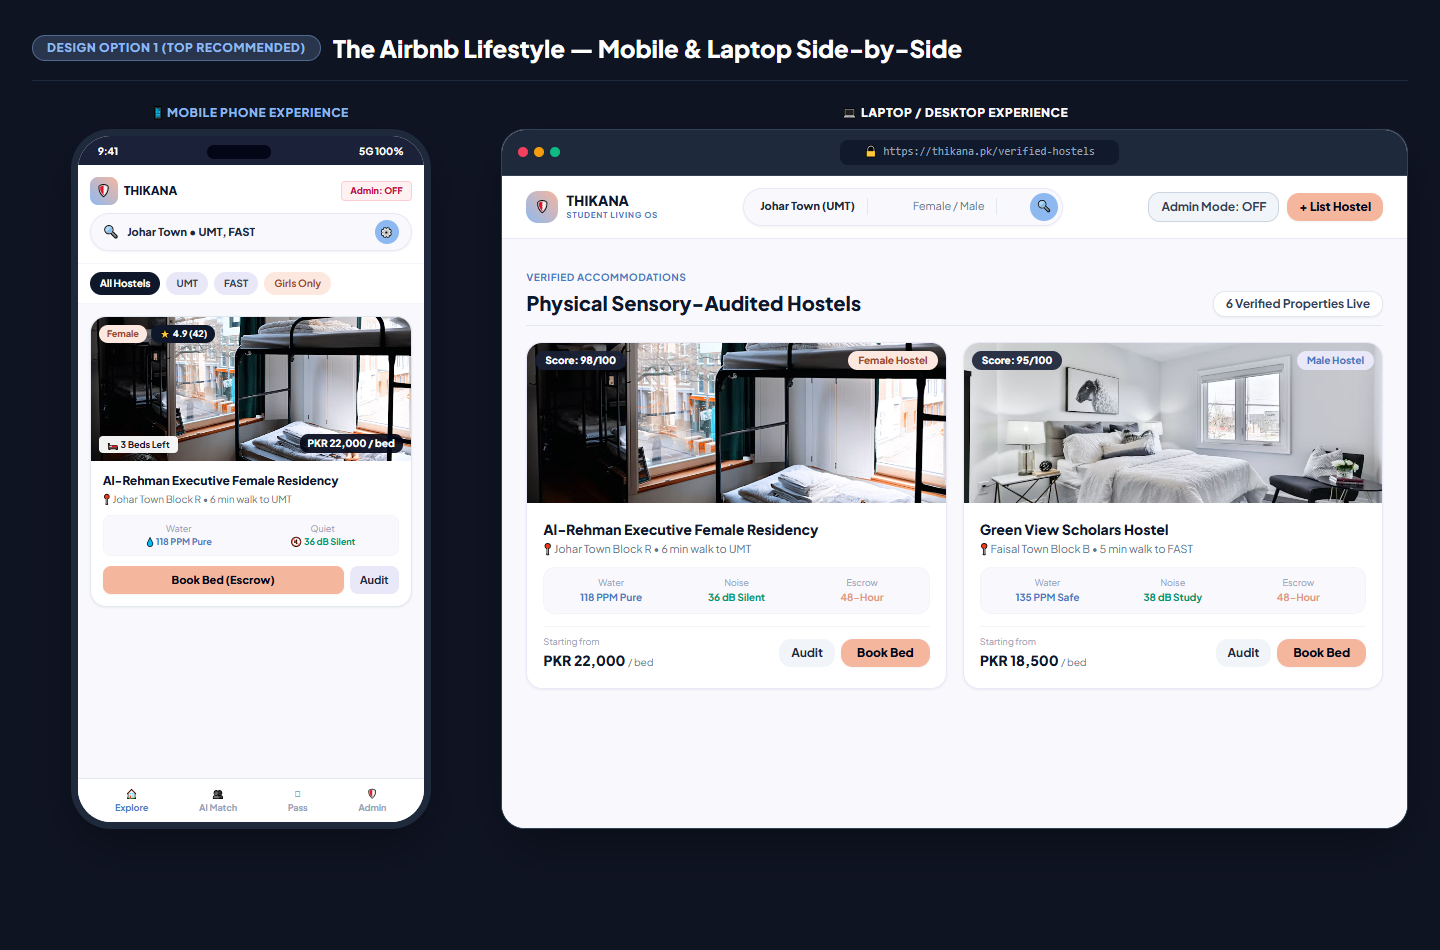 DESIGN OPTION 1 (TOP RECOMMENDED) The Airbnb Lifestyle — Mobile & Laptop Side-by-Side
MOBILE PHONE EXPERIENCE
9:41 5G 100%
THIKANA Admin: OFF
Johar Town • UMT, FAST
All Hostels UMT FAST Girls Only
Female ★ 4.9 (42)
3 Beds Left PKR 22,000 / bed
Al-Rehman Executive Female Residency
Johar Town Block R • 6 min walk to UMT
Water Quiet
118 PPM Pure 36 dB Silent
Book Bed (Escrow) Audit
Explore AI Match Pass Admin
LAPTOP / DESKTOP EXPERIENCE
https://thikana.pk/verified-hostels
THIKANA
STUDENT LIVING OS
Johar Town (UMT) Female / Male
Admin Mode: OFF + List Hostel
VERIFIED ACCOMMODATIONS
Physical Sensory-Audited Hostels
6 Verified Properties Live
Score: 98/100 Female Hostel
Al-Rehman Executive Female Residency
Johar Town Block R • 6 min walk to UMT
Water Noise Escrow
118 PPM Pure 36 dB Silent 48-Hour
Starting from
PKR 22,000 / bed Audit Book Bed
Score: 95/100 Male Hostel
Green View Scholars Hostel
Faisal Town Block B • 5 min walk to FAST
Water Noise Escrow
135 PPM Safe 38 dB Study 48-Hour
Starting from
PKR 18,500 / bed Audit Book Bed